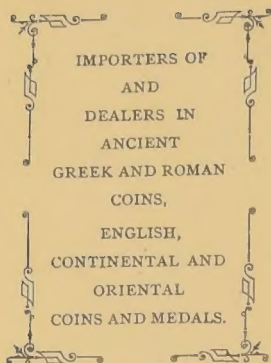 IMPORTERS OF
AND
DEALERS IN
ANCIENT
GREEK AND ROMAN
COINS,
ENGLISH,
CONTINENTAL AND
ORIENTAL
COINS AND MEDALS.